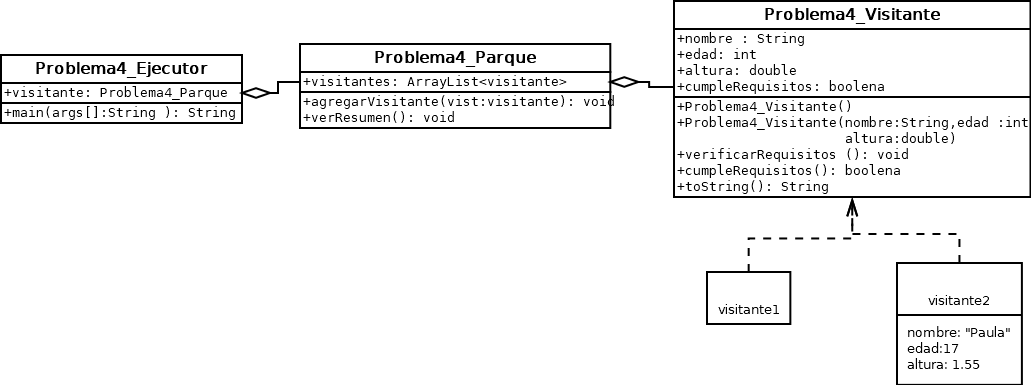 Problema4_Ejecutor
+visitante: Problema4_Parque
+main(args[]:String ): String
Problema4_Parque
+visitantes: ArrayList<visitante>
+agregarVisitante(vist:visitante): void
+verResumen(): void
Problema4_Visitante
+nombre : String
+edad: int
+altura: double
+cumpleRequisitos: boolena
+Problema4_Visitante()
+Problema4_Visitante(nombre:String,edad :int
altura:double)
+verificarRequisitos (): void
+cumpleRequisitos(): boolena
+toString(): String
visitante1
visitante2
nombre: "Paula"
edad:17
altura: 1.55